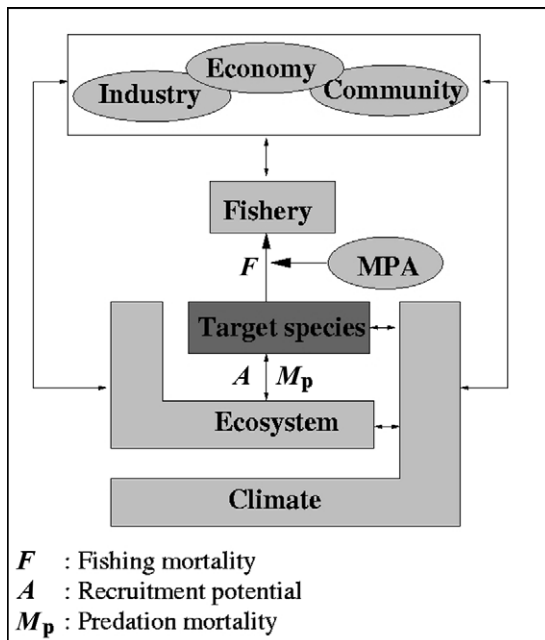 Economy
Industry
Community
Fishery
F
MPA
Target species
A Mp
Ecosystem
Climate
F : Fishing mortality
A : Recruitment potential
Mp : Predation mortality